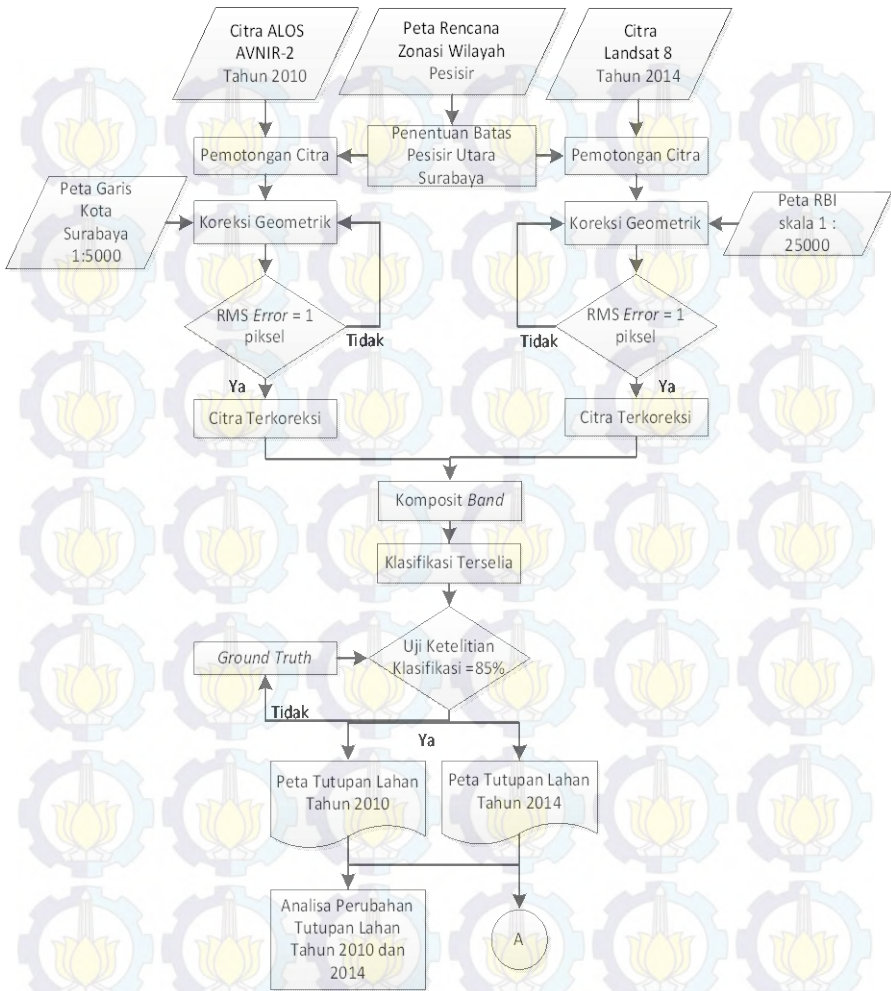 Citra ALOS
AVNIR-2
Tahun 2010
Peta Rencana
Zonasi Wilayah
Pesisir
Citra
Landsat 8
Tahun 2014
Pemotongan Citra
Penentuan Batas
Pesisir Utara
Surabaya
Pemotongan Citra
Peta Garis
Kota
Surabaya
1:5000
Koreksi Geometrik
Koreksi Geometrik
Peta RBI
skala 1 :
25000
RMS Error = 1
piksel
Tidak
Ya
RMS Error = 1
piksel
Tidak
Ya
Citra Terkoreksi
Citra Terkoreksi
Komposit Band
Klasifikasi Terselia
Uji Ketelitian
Klasifikasi =85%
Ground Truth
Tidak
Ya
Peta Tutupan Lahan
Tahun 2010
Peta Tutupan Lahan
Tahun 2014
Analisa Perubahan
Tutupan Lahan
Tahun 2010 dan
2014
A